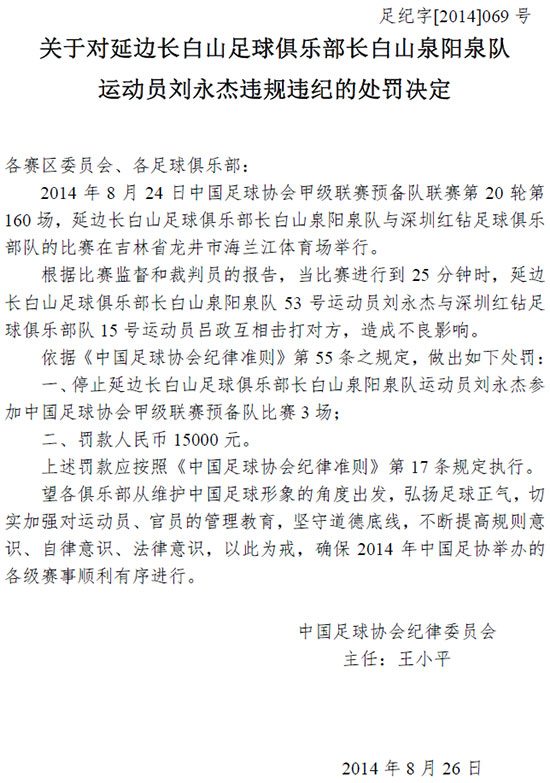 足纪字[2014]069 号
关于对延边长白山足球俱乐部长白山泉阳泉队
运动员刘永杰违规违纪的处罚决定
各赛区委员会、各足球俱乐部：
2014 年 8 月 24 日中国足球协会甲级联赛预备队联赛第 20 轮第
160 场，延边长白山足球俱乐部长白山泉阳泉队与深圳红钻足球俱乐
部队的比赛在吉林省龙井市海兰江体育场举行。
根据比赛监督和裁判员的报告，当比赛进行到 25 分钟时，延边
长白山足球俱乐部长白山泉阳泉队 53 号运动员刘永杰与深圳红钻足
球俱乐部队 15 号运动员吕政互相击打对方，造成不良影响。
依据《中国足球协会纪律准则》第 55 条之规定，做出如下处罚：
一、停止延边长白山足球俱乐部长白山泉阳泉队运动员刘永杰参
加中国足球协会甲级联赛预备队比赛 3 场；
二、罚款人民币 15000 元。
上述罚款应按照《中国足球协会纪律准则》第 17 条规定执行。
望各俱乐部从维护中国足球形象的角度出发，弘扬足球正气，切
实加强对运动员、官员的管理教育，坚守道德底线，不断提高规则意
识、自律意识、法律意识，以此为戒，确保 2014 年中国足协举办的
各级赛事顺利有序进行。
中国足球协会纪律委员会
主任：王小平
2014 年 8 月 26 日